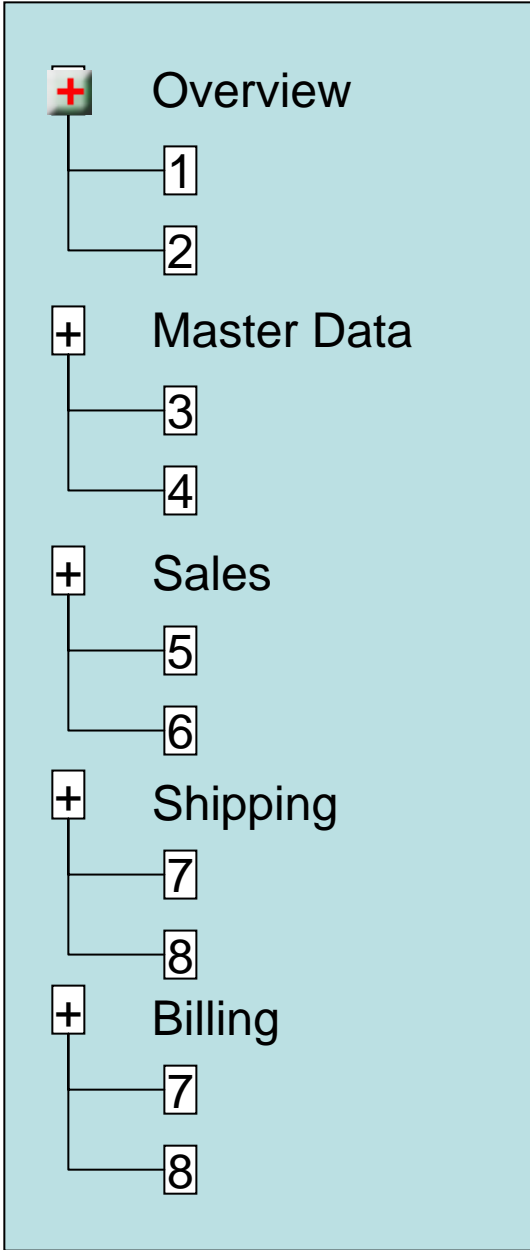 + Overview
1
2
+ Master Data
3
4
+ Sales
5
6
+ Shipping
7
8
+ Billing
7
8